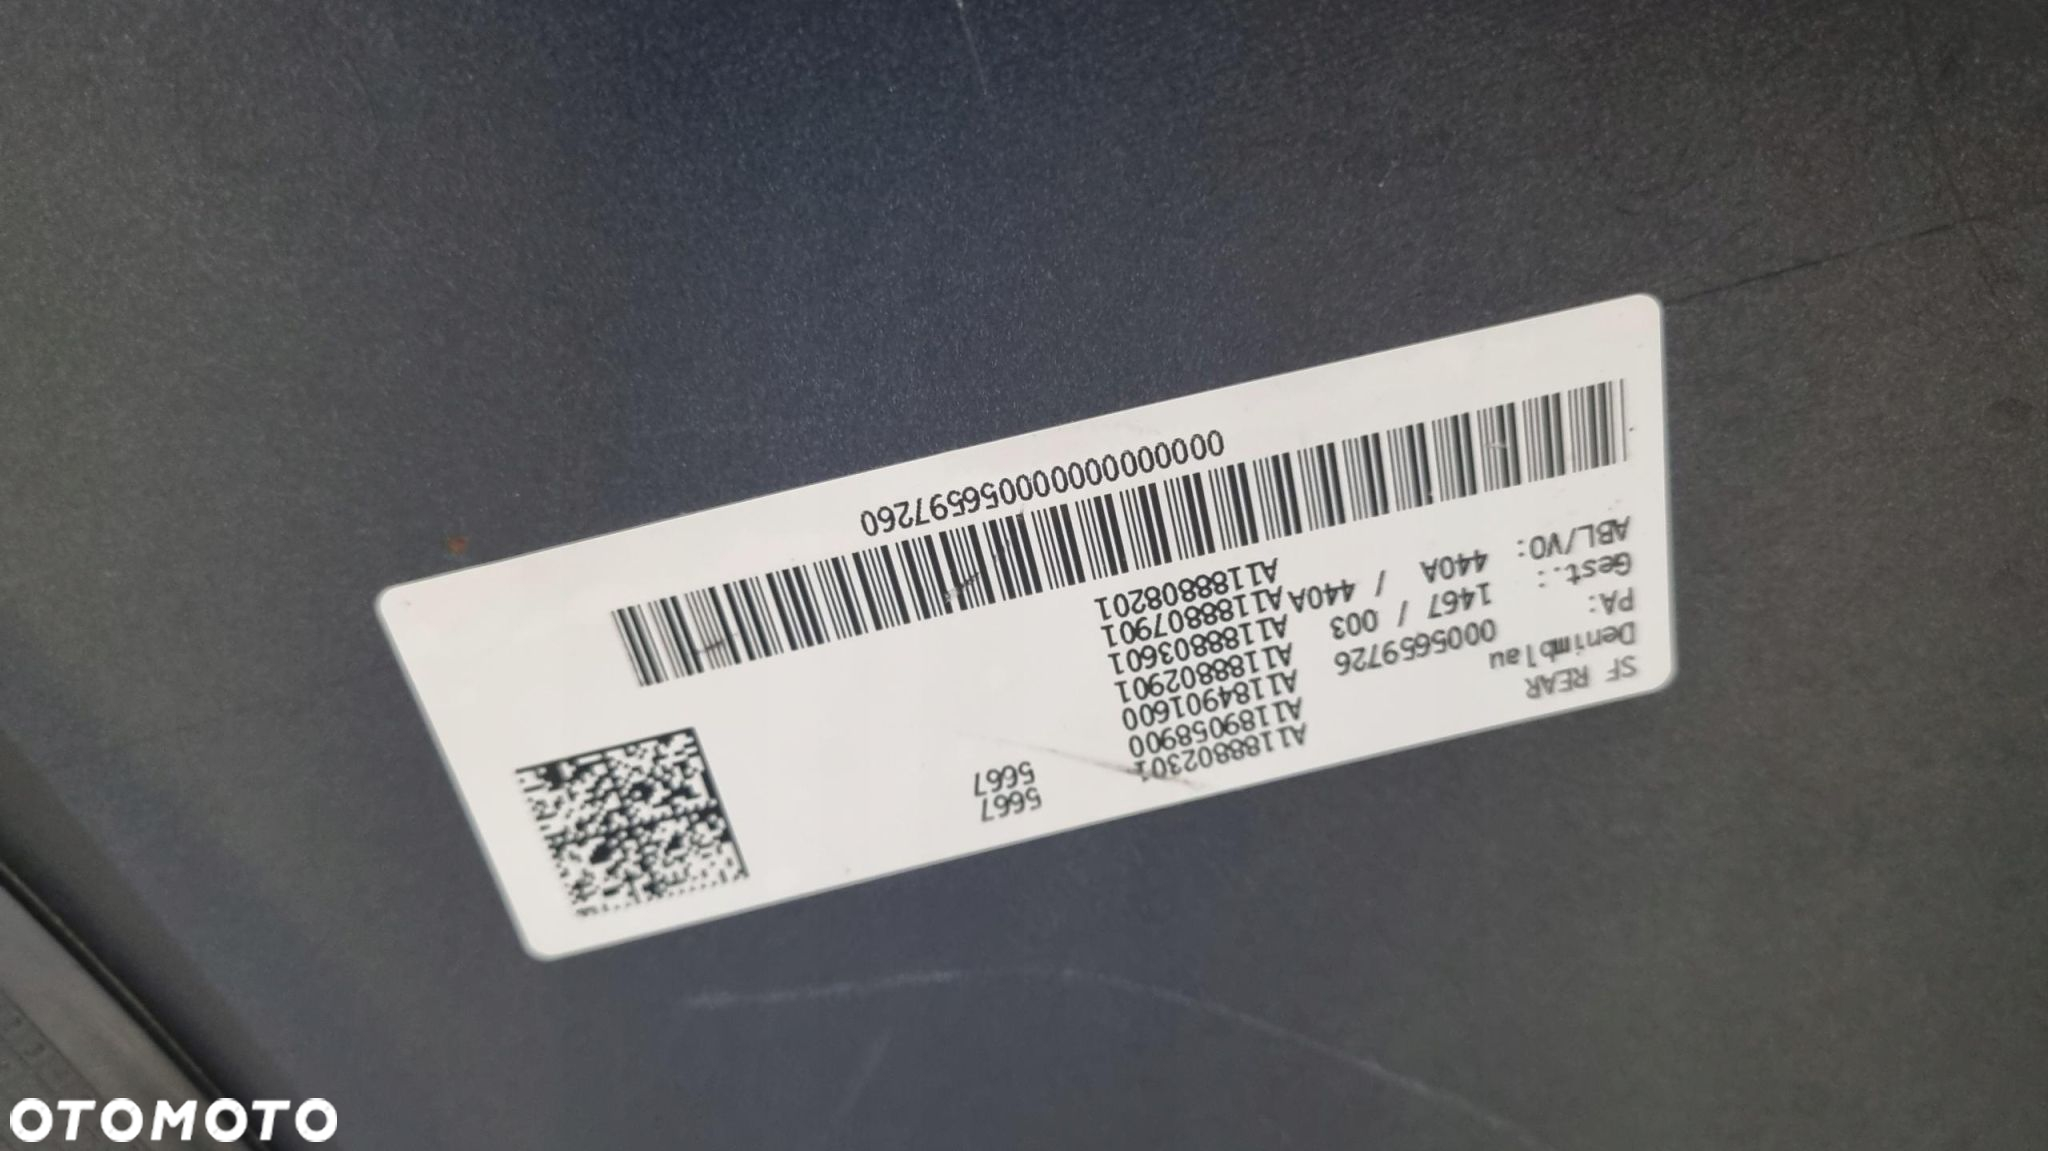 SF REAR
Denimblau
PA: 0005659726
Gest.: 1467 / 003
ABL/VO: 440A / 440A
A1188802301 5667
A1189058900 5667
A1184901600
A1188802901
A1188803601
A1188807901
A1188808201
0000000000000056597260
OTOMOTO